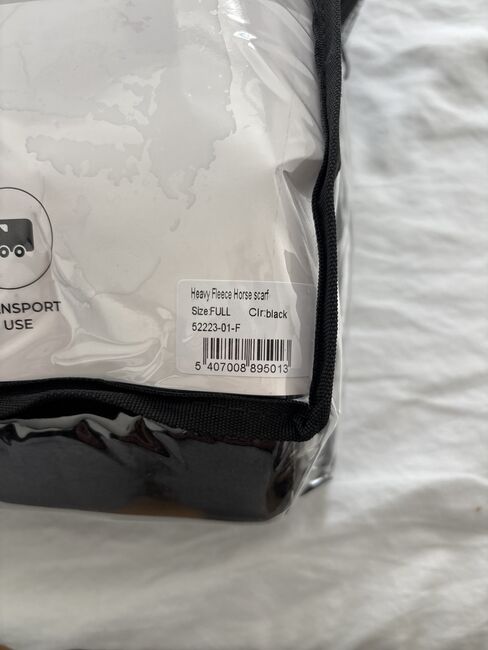 NSPORT
USE
Heavy Fleece Horse scarf
Size:FULL Clr:black
52223-01-F
5 407008 895013